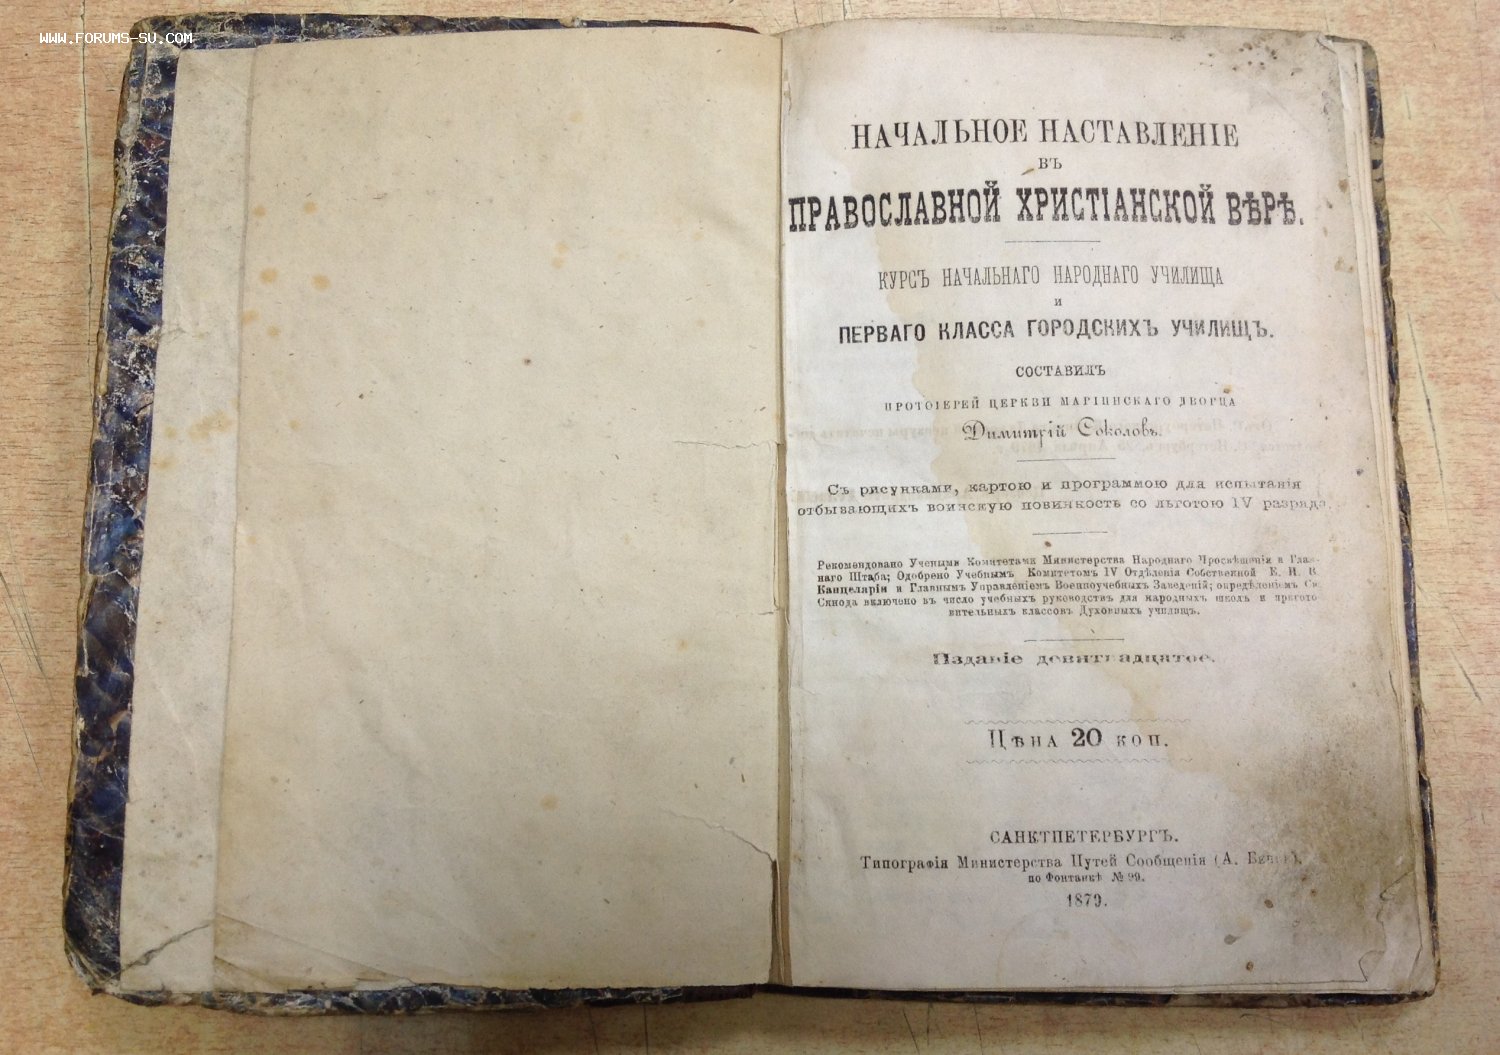 WWW.FORUMS-SU.COM
НАЧАЛЬНОЕ НАСТАВЛЕНІЕ
ВЪ
ПРАВОСЛАВНОЙ ХРИСТІАНСКОЙ ВѢРѢ.
КУРСЪ НАЧАЛЬНАГО НАРОДНАГО УЧИЛИЩА
И
ПЕРВАГО КЛАССА ГОРОДСКИХЪ УЧИЛИЩЪ.
СОСТАВИЛЪ
ПРОТОІЕРЕЙ ЦЕРКВИ МАРІИНСКАГО ДВОРЦА
Димитрій Соколовъ.
Съ рисунками, картою и программою для испытанія
отбывающихъ воинскую повинность со льготою IV разряда.
Рекомендовано Учеными Комитетами Министерства Народнаго Просвѣщенія и Глав-
наго Штаба; Одобрено Учебнымъ Комитетомъ IV Отдѣленія Собственной Е. И. В.
Канцеляріи и Главнымъ Управленіемъ Военноучебныхъ Заведеній; опредѣленіемъ Св.
Синода включено въ число учебныхъ руководствъ для народныхъ школъ и пригото-
вительныхъ классовъ Духовныхъ училищъ.
Изданіе девятнадцатое.
Цѣна 20 коп.
САНКТПЕТЕРБУРГЪ.
Типографія Министерства Путей Сообщенія (А.
по Фонтанкѣ № 99.
1879.